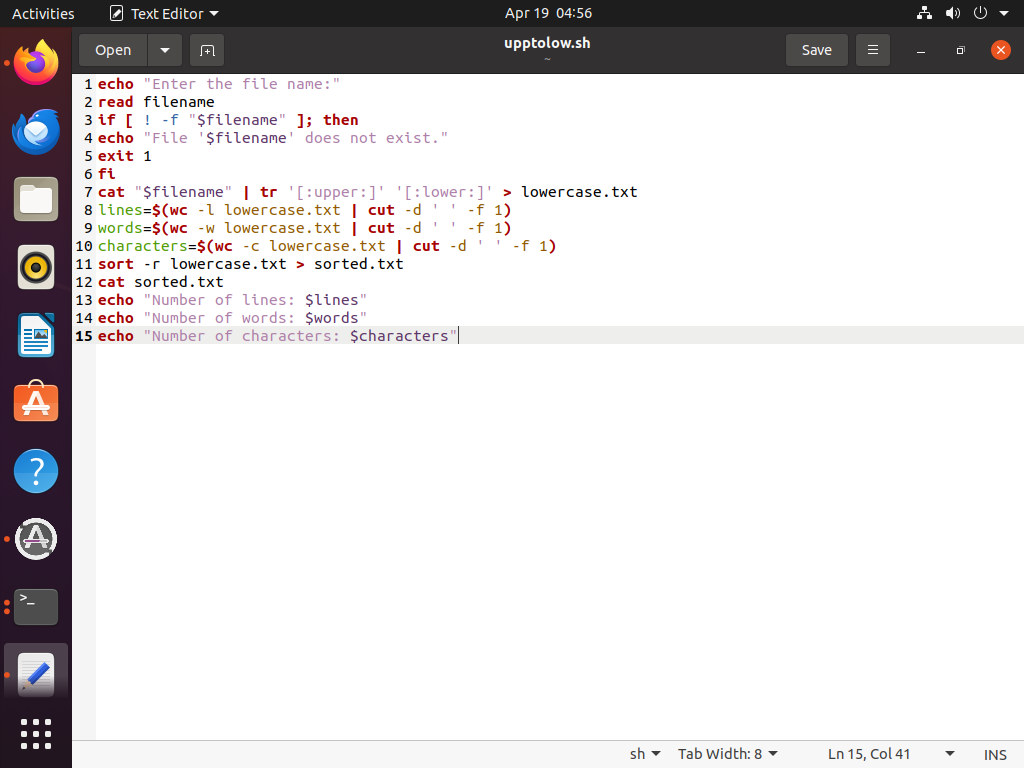 Activities
Text Editor
Apr 19 04:56
Open
upptolow.sh
~
Save
1 echo "Enter the file name:"
2 read filename
3 if [ ! -f "$filename" ]; then
4 echo "File '$filename' does not exist."
5 exit 1
6 fi
7 cat "$filename" | tr '[:upper:]' '[:lower:]' > lowercase.txt
8 lines=$(wc -l lowercase.txt | cut -d ' ' -f 1)
9 words=$(wc -w lowercase.txt | cut -d ' ' -f 1)
10 characters=$(wc -c lowercase.txt | cut -d ' ' -f 1)
11 sort -r lowercase.txt > sorted.txt
12 cat sorted.txt
13 echo "Number of lines: $lines"
14 echo "Number of words: $words"
15 echo "Number of characters: $characters"
sh
Tab Width: 8
Ln 15, Col 41
INS